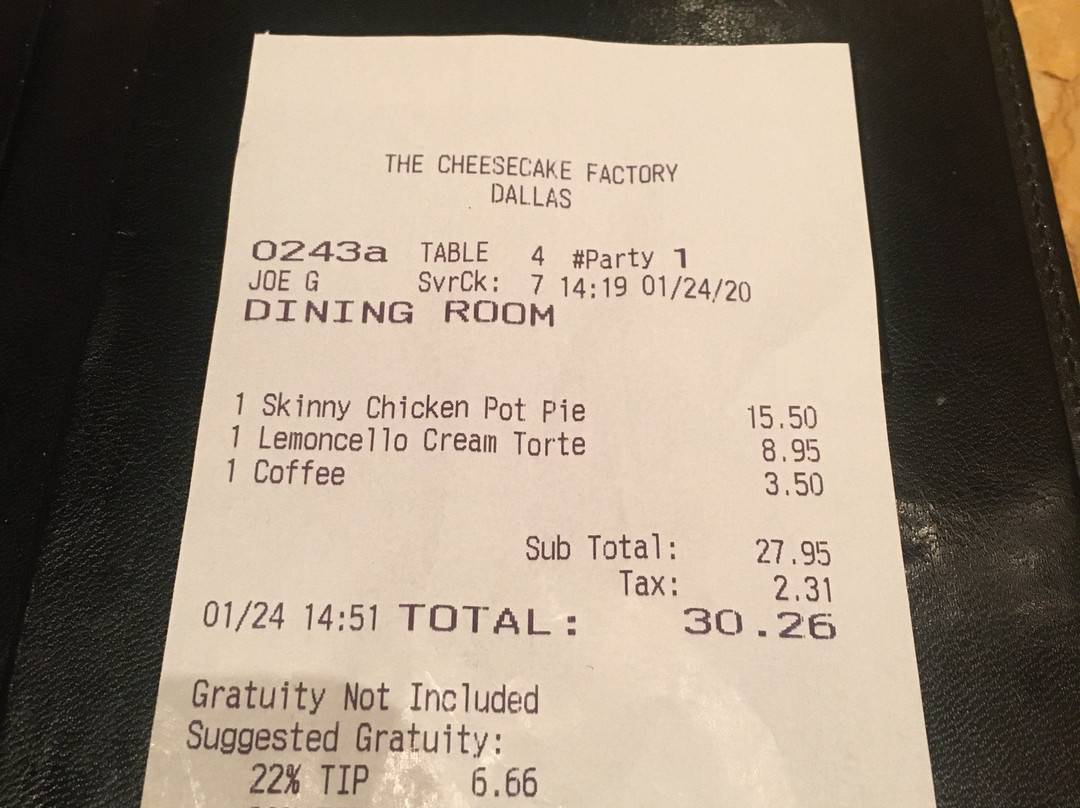 THE CHEESECAKE FACTORY
DALLAS
0243a TABLE 4 #Party 1
JOE G SvrCk: 7 14:19 01/24/20
DINING ROOM
1 Skinny Chicken Pot Pie 15.50
1 Lemoncello Cream Torte 8.95
1 Coffee 3.50
Sub Total: 27.95
Tax: 2.31
01/24 14:51 TOTAL: 30.26
Gratuity Not Included
Suggested Gratuity:
22% TIP 6.66